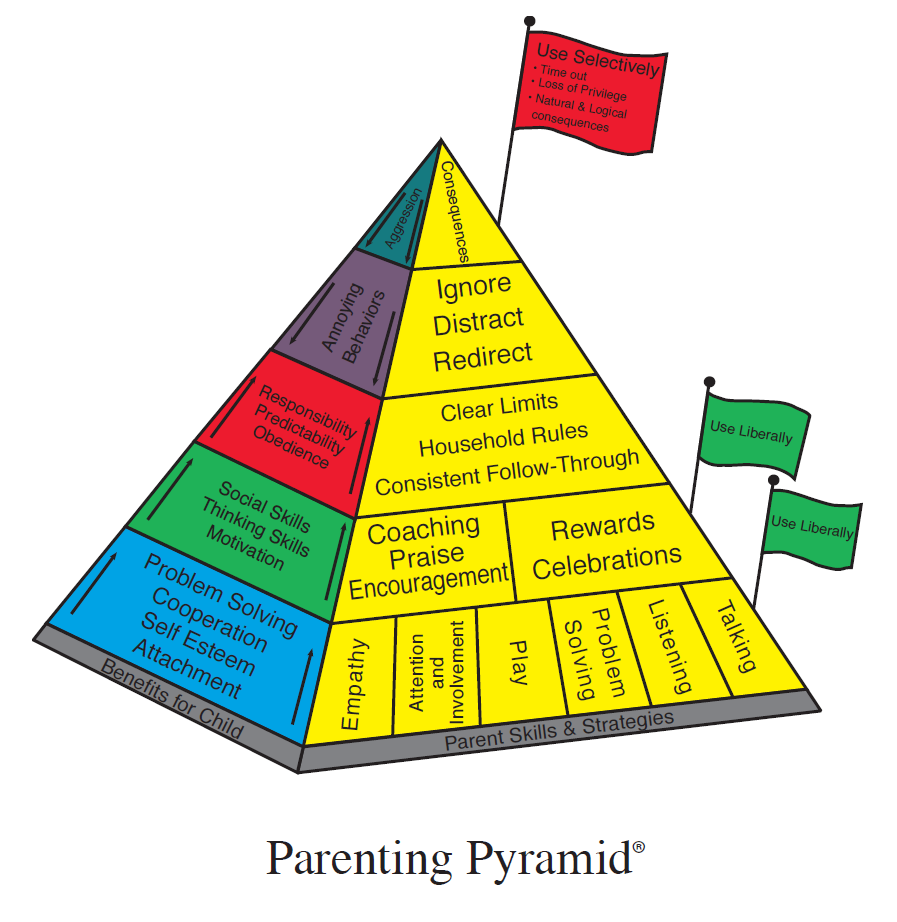 Use Selectively
• Time out
• Loss of Privilege
• Natural & Logical
consequences
Aggression
Consequences
Annoying
Behaviors
Ignore
Distract
Redirect
Responsibility
Predictability
Obedience
Clear Limits
Household Rules
Consistent Follow-Through
Use Liberally
Social Skills
Thinking Skills
Motivation
Coaching
Praise
Encouragement
Rewards
Celebrations
Use Liberally
Problem Solving
Cooperation
Self Esteem
Attachment
Empathy
Attention
and
Involvement
Play
Problem
Solving
Listening
Talking
Benefits for Child
Parent Skills & Strategies
Parenting Pyramid®